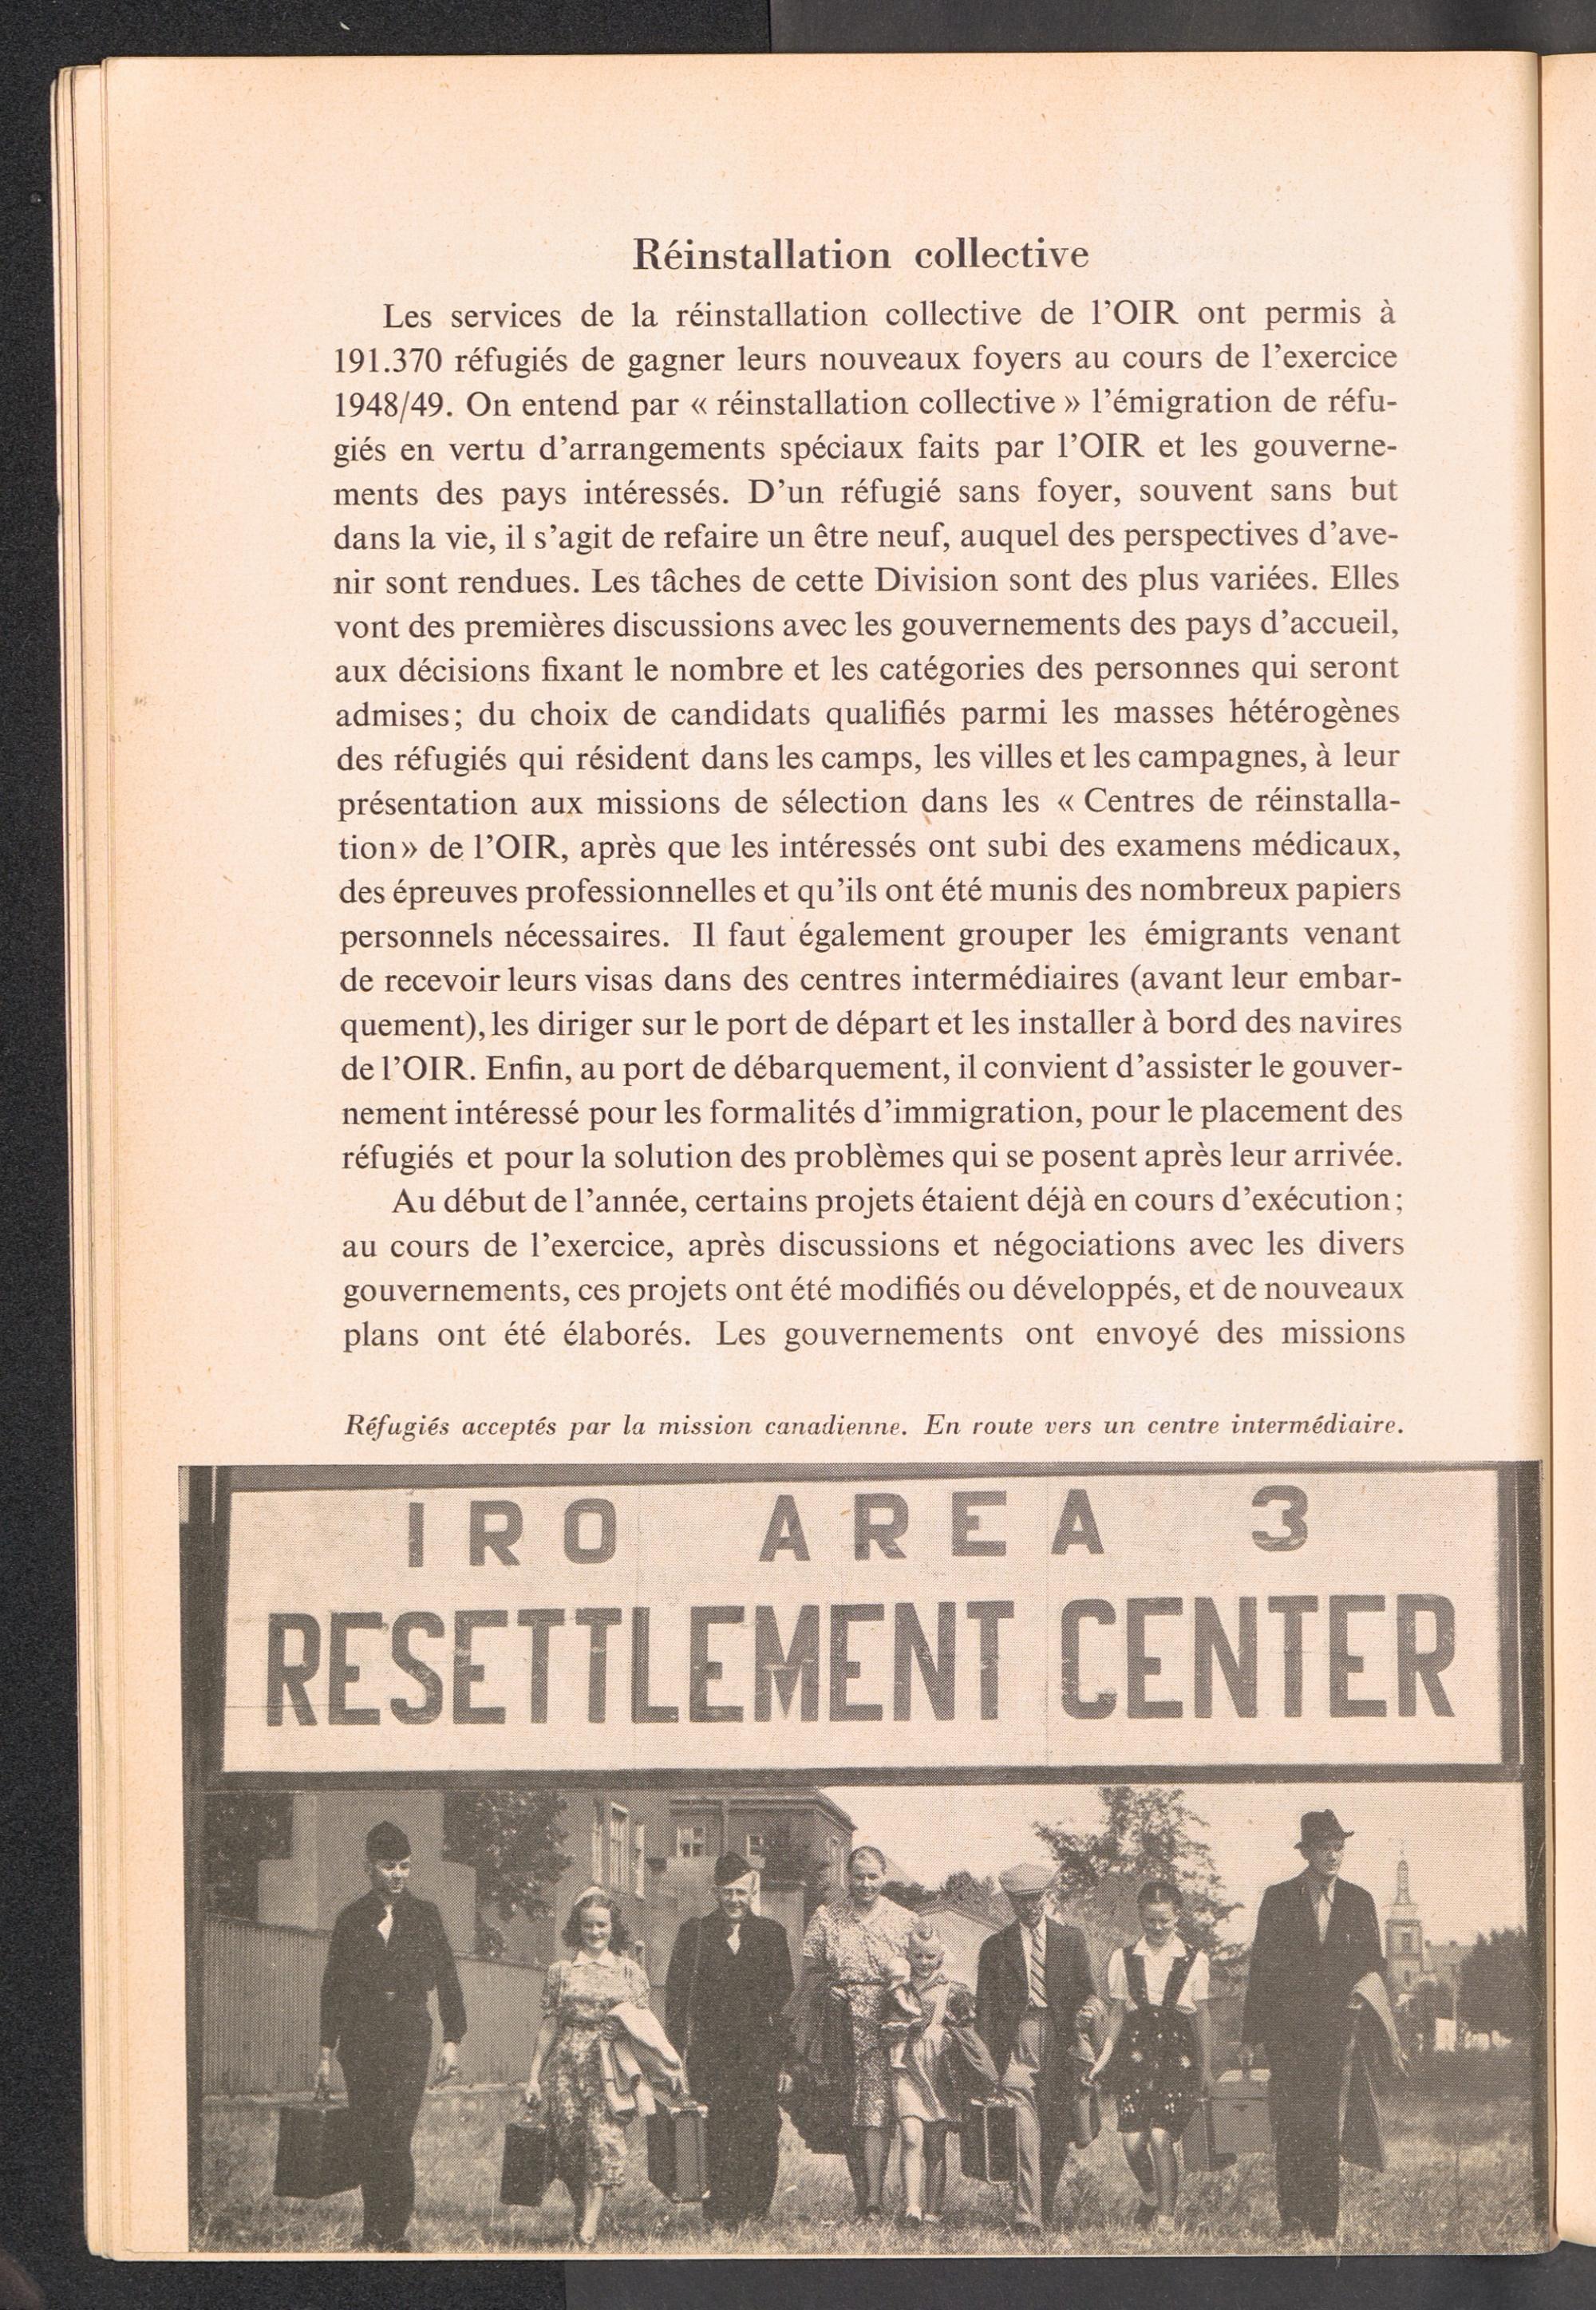 Réinstallation collective
Les services de la réinstallation collective de l'OIR ont permis à
191.370 réfugiés de gagner leurs nouveaux foyers au cours de l'exercice
1948/49. On entend par « réinstallation collective » l'émigration de réfu-
giés en vertu d'arrangements spéciaux faits par l'OIR et les gouverne-
ments des pays intéressés. D'un réfugié sans foyer, souvent sans but
dans la vie, il s'agit de refaire un être neuf, auquel des perspectives d'ave-
nir sont rendues. Les tâches de cette Division sont des plus variées. Elles
vont des premières discussions avec les gouvernements des pays d'accueil,
aux décisions fixant le nombre et les catégories des personnes qui seront
admises; du choix de candidats qualifiés parmi les masses hétérogènes
des réfugiés qui résident dans les camps, les villes et les campagnes, à leur
présentation aux missions de sélection dans les « Centres de réinstalla-
tion» de l'OIR, après que les intéressés ont subi des examens médicaux,
des épreuves professionnelles et qu'ils ont été munis des nombreux papiers
personnels nécessaires. Il faut également grouper les émigrants venant
de recevoir leurs visas dans des centres intermédiaires (avant leur embar-
quement), les diriger sur le port de départ et les installer à bord des navires
de l'OIR. Enfin, au port de débarquement, il convient d'assister le gouver-
nement intéressé pour les formalités d'immigration, pour le placement des
réfugiés et pour la solution des problèmes qui se posent après leur arrivée.
Au début de l'année, certains projets étaient déjà en cours d'exécution;
au cours de l'exercice, après discussions et négociations avec les divers
gouvernements, ces projets ont été modifiés ou développés, et de nouveaux
plans ont été élaborés. Les gouvernements ont envoyé des missions
Réfugiés acceptés par la mission canadienne. En route vers un centre intermédiaire.
IRO AREA 3
RESETTLEMENT CENTER